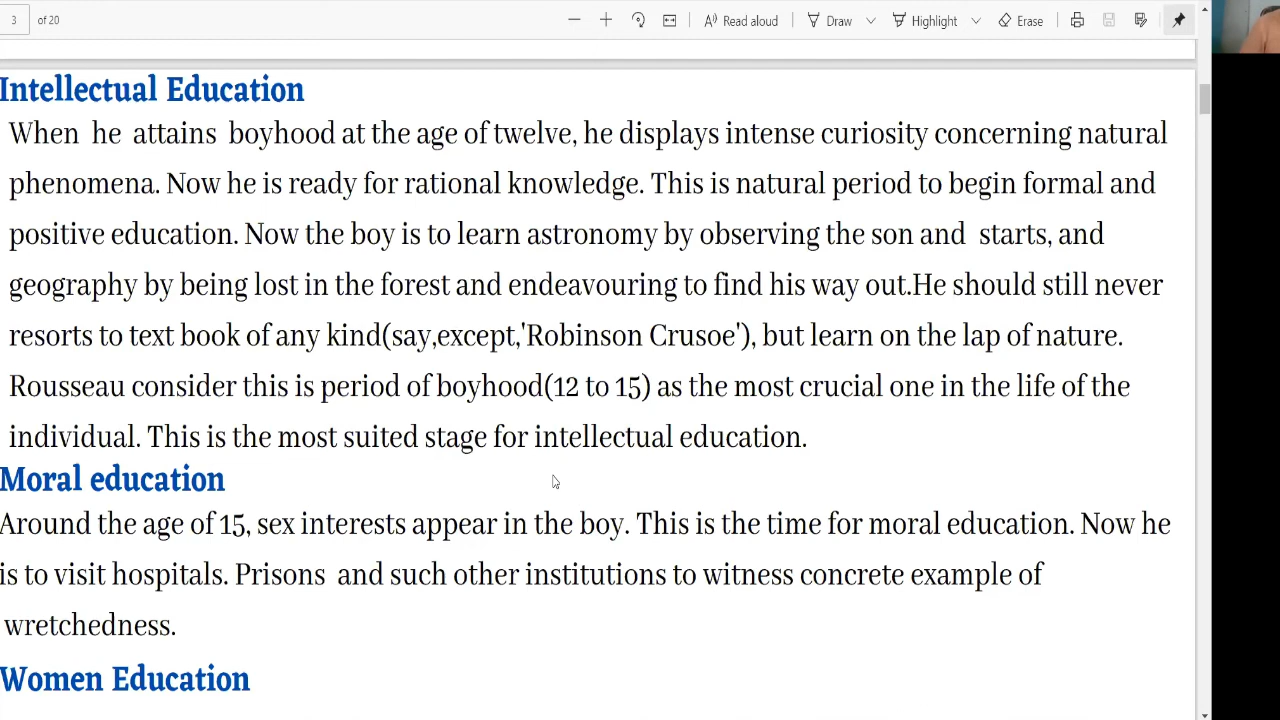 3 of 20 Read aloud Draw Highlight Erase
Intellectual Education
When he attains boyhood at the age of twelve, he displays intense curiosity concerning natural
phenomena. Now he is ready for rational knowledge. This is natural period to begin formal and
positive education. Now the boy is to learn astronomy by observing the son and starts, and
geography by being lost in the forest and endeavouring to find his way out.He should still never
resorts to text book of any kind(say,except,'Robinson Crusoe'), but learn on the lap of nature.
Rousseau consider this is period of boyhood(12 to 15) as the most crucial one in the life of the
individual. This is the most suited stage for intellectual education.
Moral education
Around the age of 15, sex interests appear in the boy. This is the time for moral education. Now he
is to visit hospitals. Prisons and such other institutions to witness concrete example of
wretchedness.
Women Education